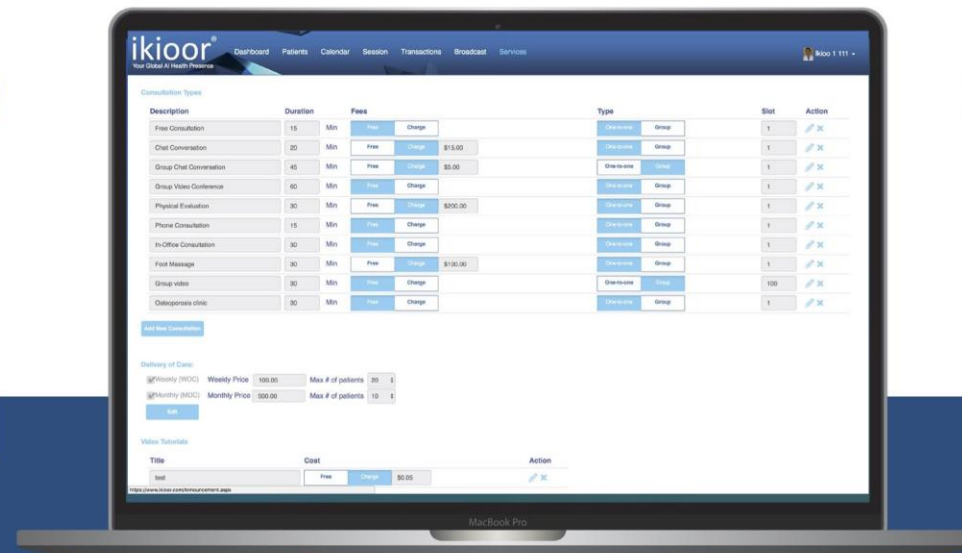 ikioor®
Your Global AI Health Presence
Dashboard Patients Calendar Session Transactions Broadcast Services
Ikioo 1 111
Consultation Types
Description Duration Fees Type Slot Action
Free Consultation 15 Min Free Charge One-to-one Group 1
Chat Conversation 20 Min Free Charge $15.00 One-to-one Group 1
Group Chat Conversation 45 Min Free Charge $5.00 One-to-one Group 1
Group Video Conference 60 Min Free Charge One-to-one Group 1
Physical Evaluation 30 Min Free Charge $200.00 One-to-one Group 1
Phone Consultation 15 Min Free Charge One-to-one Group 1
In-Office Consultation 30 Min Free Charge One-to-one Group 1
Foot Massage 30 Min Free Charge $100.00 One-to-one Group 1
Group video 30 Min Free Charge One-to-one Group 100
Osteoporosis clinic 30 Min Free Charge One-to-one Group 1
Add New Consultation
Delivery of Care:
Weekly (WOC) Weekly Price 100.00 Max # of patients 20
Monthly (MOC) Monthly Price Max # of patients 10
Edit
Video Tutorials
Title Cost Action
test Free Charge $0.05
MacBook Pro